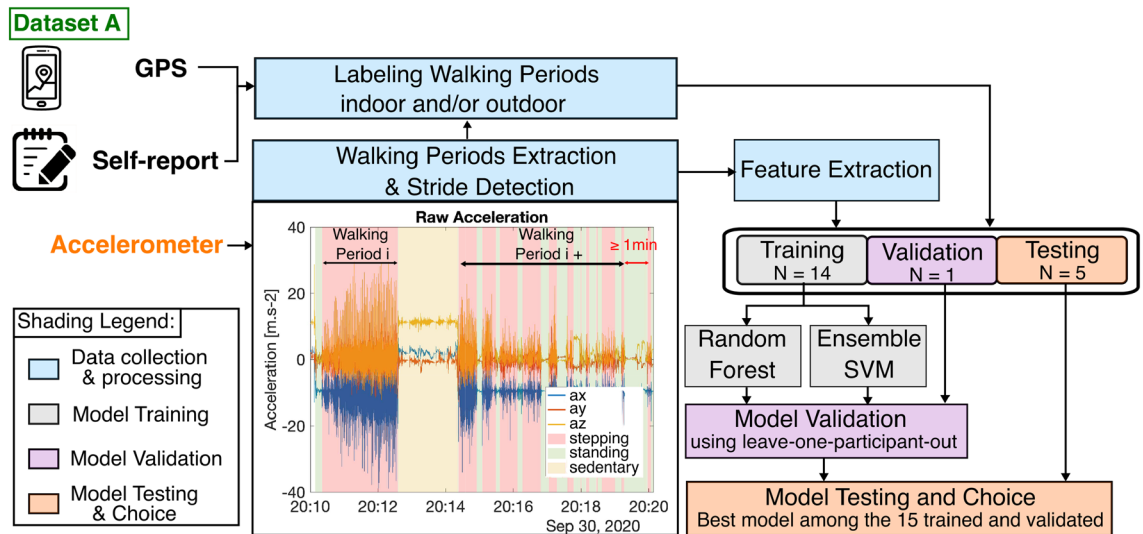 Dataset A
GPS
Self-report
Accelerometer
Labeling Walking Periods
indoor and/or outdoor
Walking Periods Extraction
& Stride Detection
Feature Extraction
Raw Acceleration
Walking
Period i
Walking
Period i +
≥ 1min
Acceleration [m.s-2]
40
20
0
-20
-40
20:10
20:12
20:14
20:16
20:18
20:20
Sep 30, 2020
ax
ay
az
stepping
standing
sedentary
Training
N = 14
Validation
N = 1
Testing
N = 5
Random
Forest
Ensemble
SVM
Model Validation
using leave-one-participant-out
Model Testing and Choice
Best model among the 15 trained and validated
Shading Legend:
Data collection
& processing
Model Training
Model Validation
Model Testing
& Choice